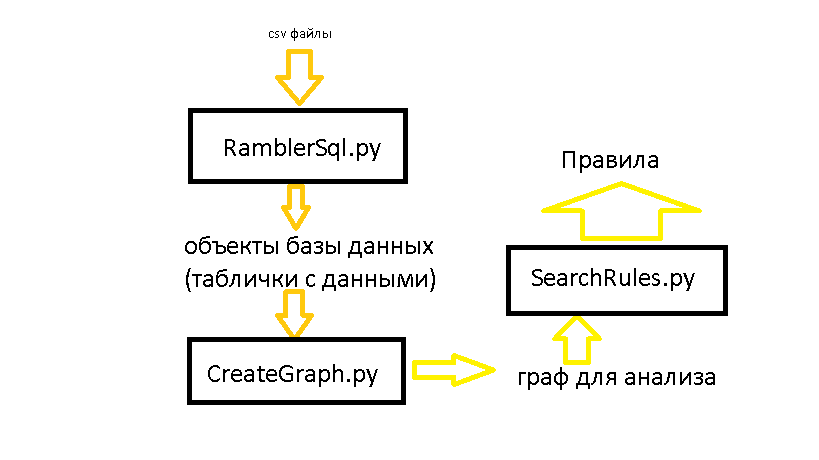 csv файлы
RamblerSql.py
объекты базы данных
(таблички с данными)
CreateGraph.py
граф для анализа
SearchRules.py
Правила